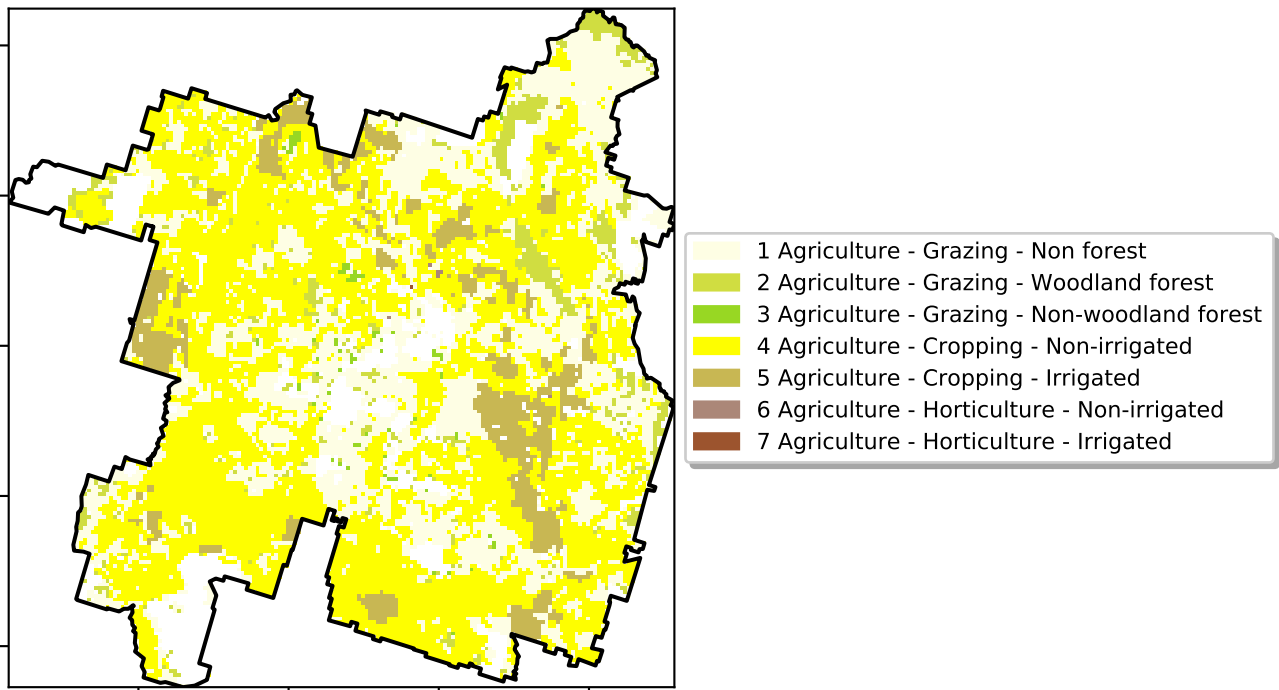 1 Agriculture - Grazing - Non forest
2 Agriculture - Grazing - Woodland forest
3 Agriculture - Grazing - Non-woodland forest
4 Agriculture - Cropping - Non-irrigated
5 Agriculture - Cropping - Irrigated
6 Agriculture - Horticulture - Non-irrigated
7 Agriculture - Horticulture - Irrigated